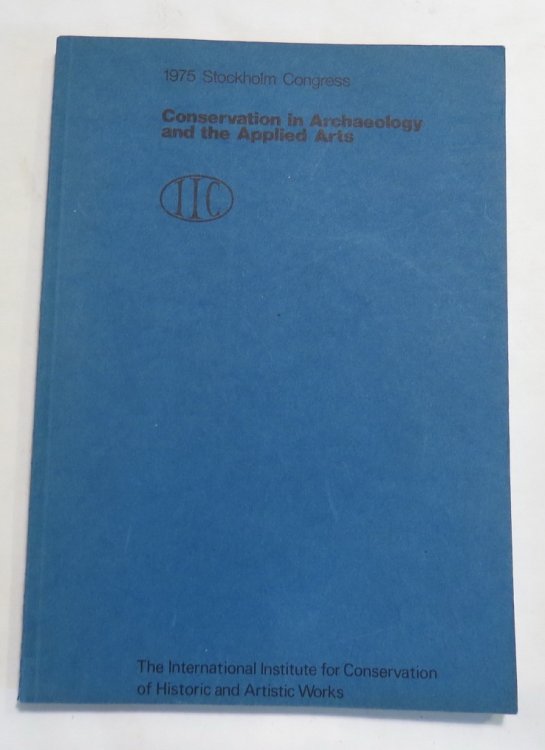 1975 Stockholm Congress
Conservation in Archaeology
and the Applied Arts
IIC
The International Institute for Conservation
of Historic and Artistic Works